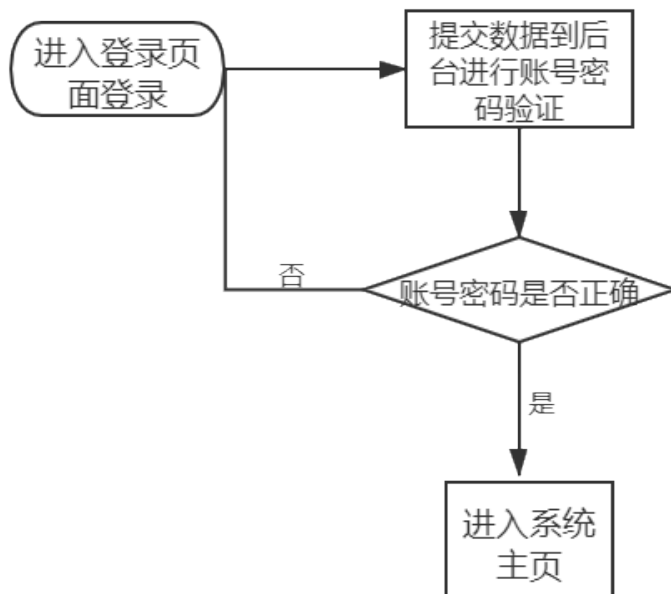 进入登录页
面登录
提交数据到后
台进行账号密
码验证
否
账号密码是否正确
是
进入系统
主页